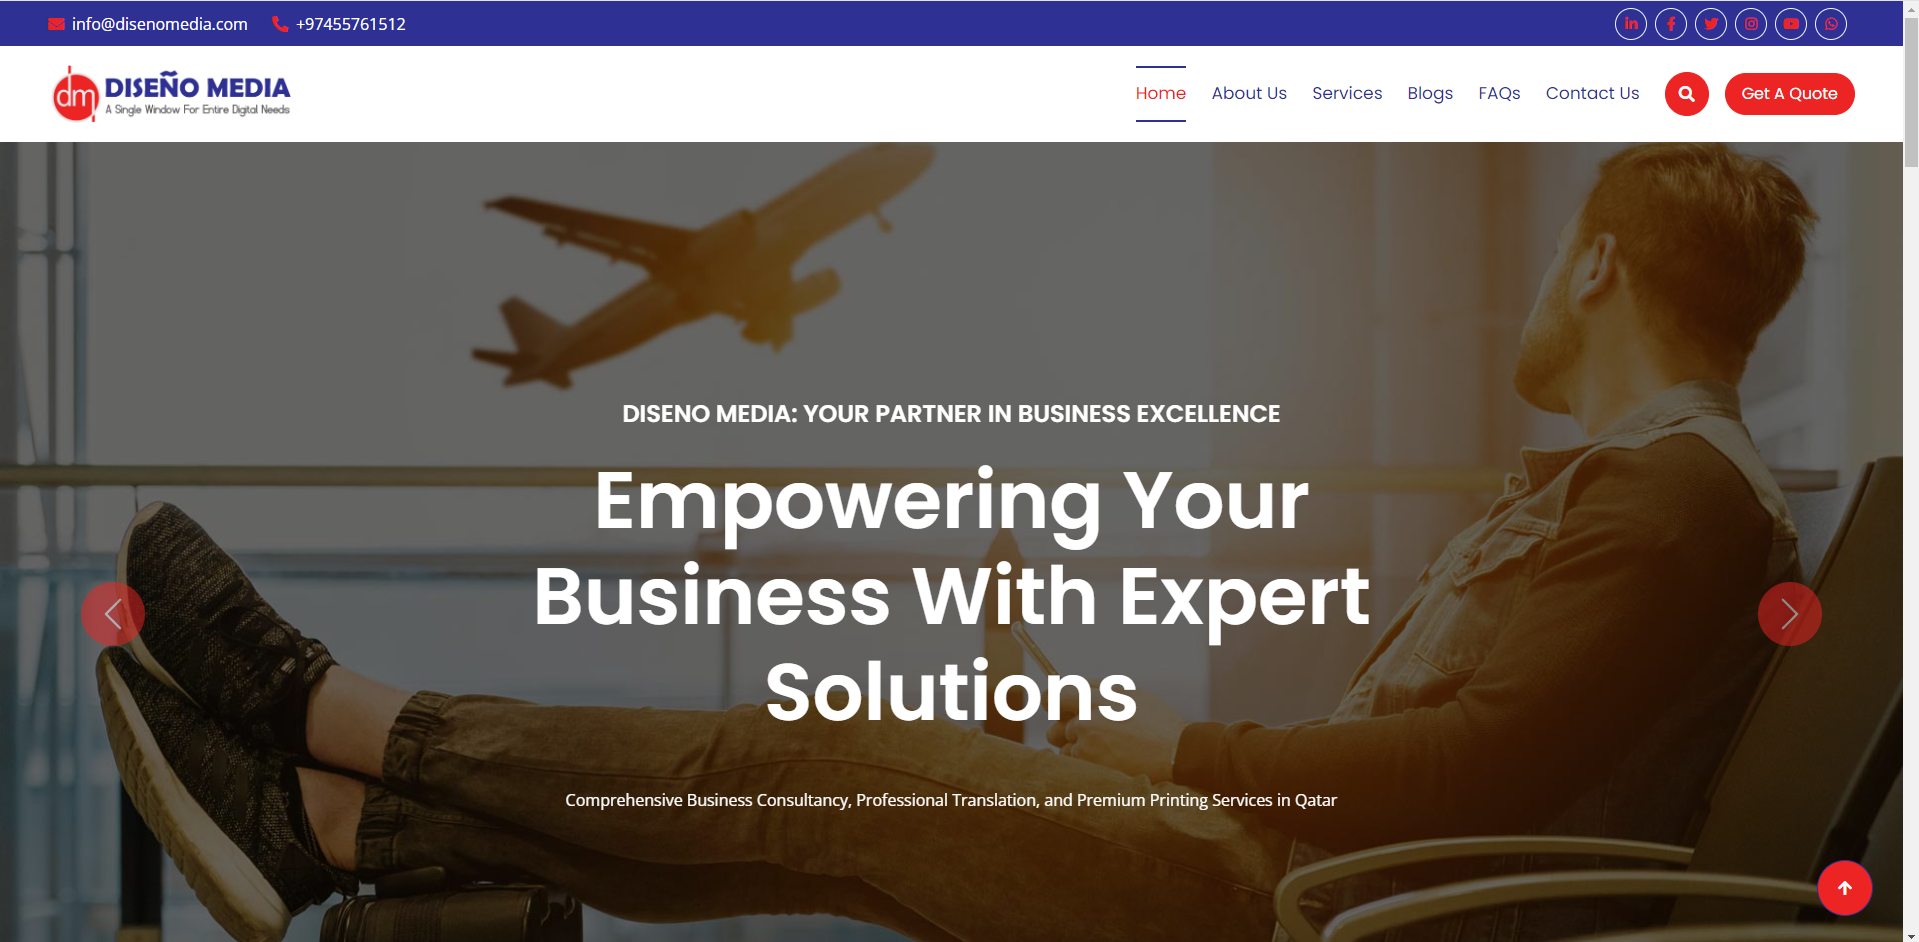 info@disenomedia.com +97455761512
dm DISEÑO MEDIA
A Single Window For Entire Digital Needs
Home About Us Services Blogs FAQs Contact Us Get A Quote
DISENO MEDIA: YOUR PARTNER IN BUSINESS EXCELLENCE
Empowering Your
Business With Expert
Solutions
Comprehensive Business Consultancy, Professional Translation, and Premium Printing Services in Qatar